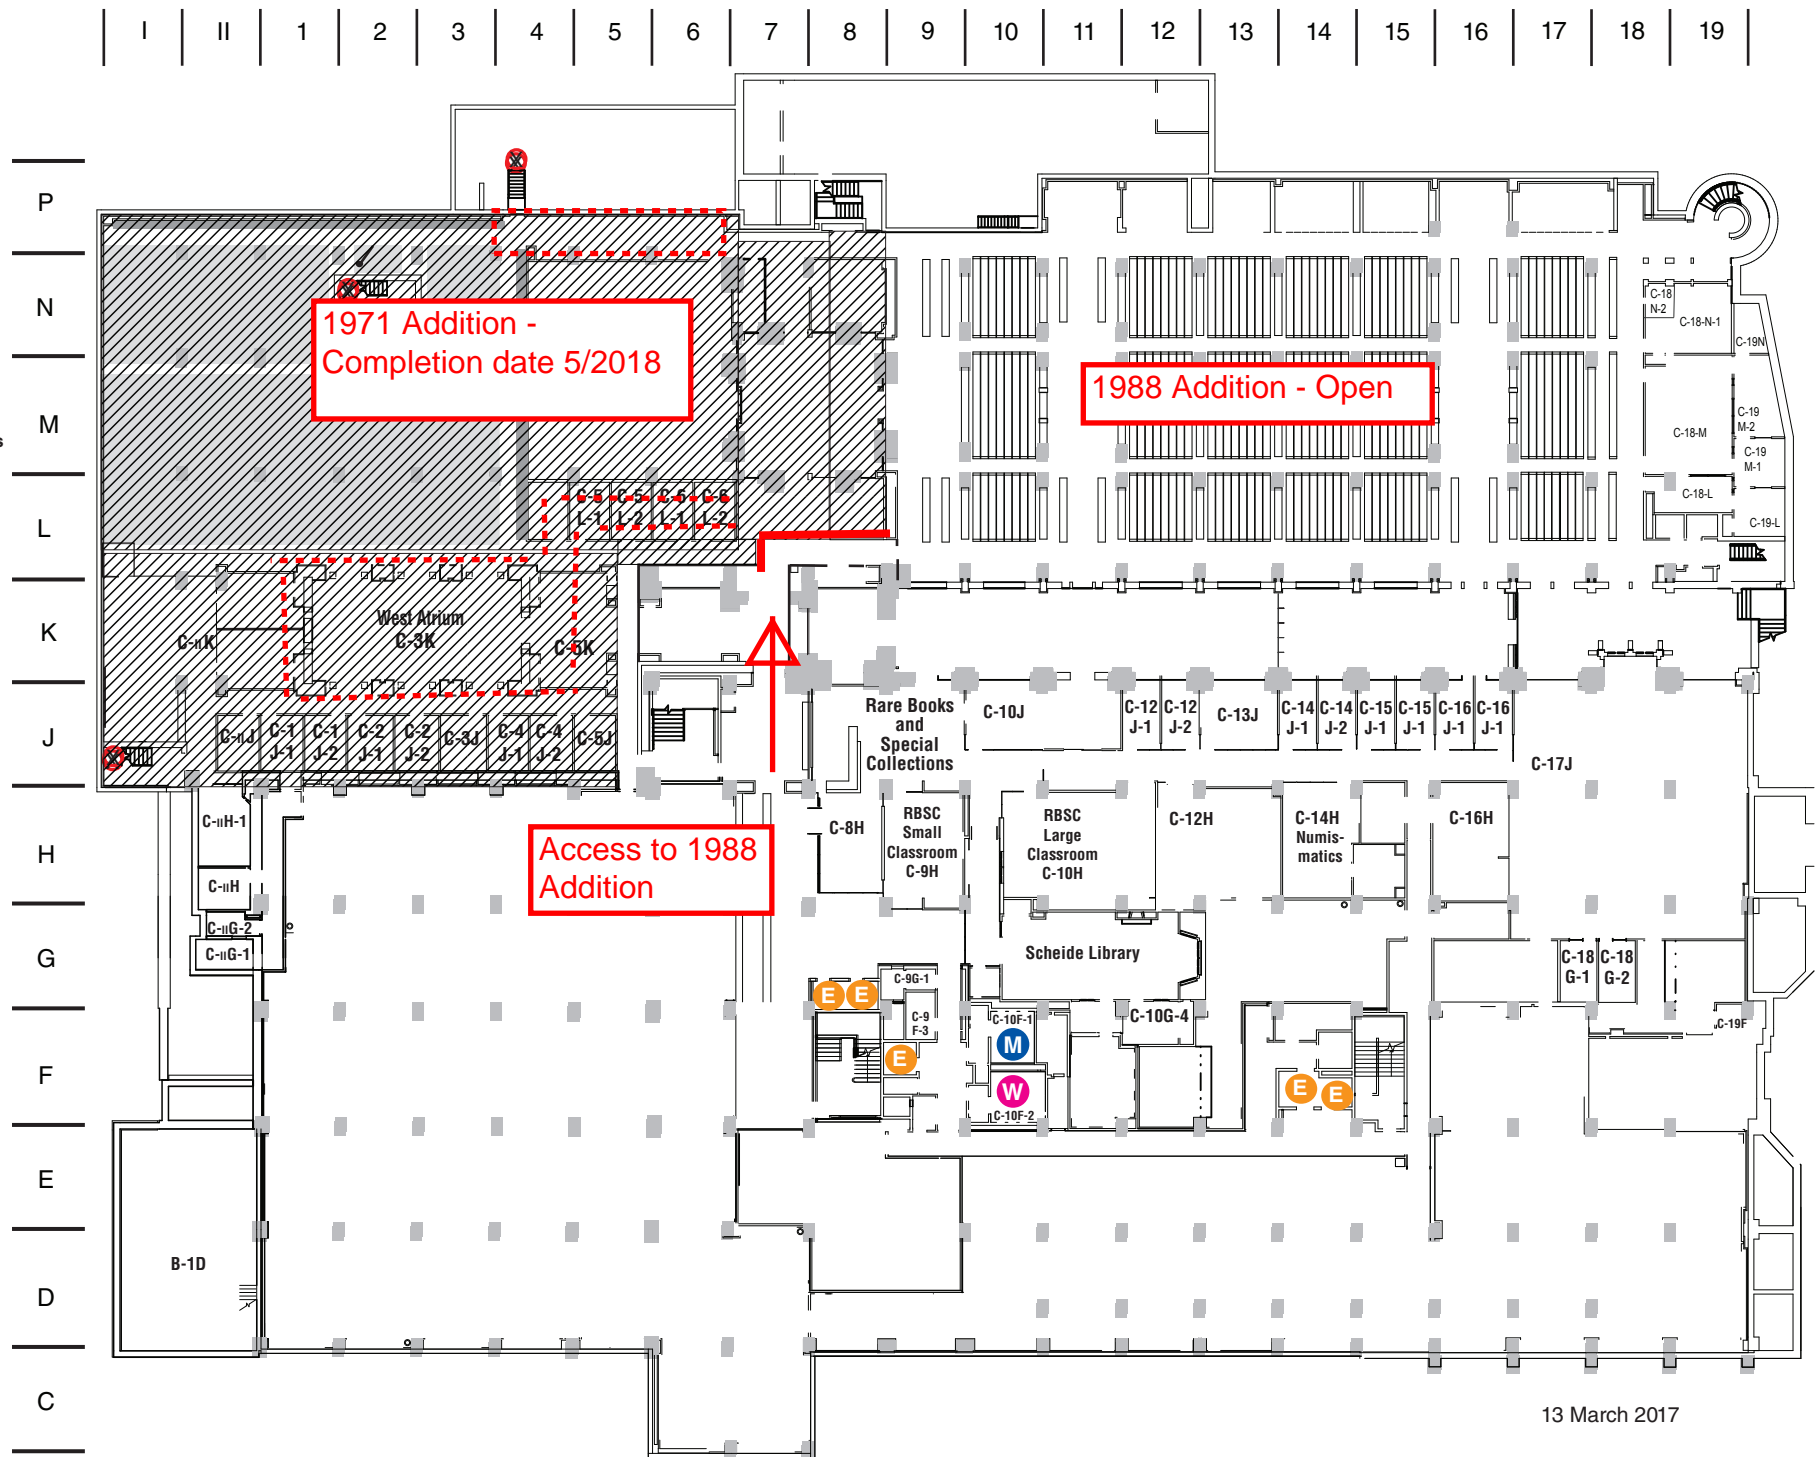 I II 1 2 3 4 5 6 7 8 9 10 11 12 13 14 15 16 17 18 19
P
N
M
s
L
K
J
H
G
F
E
D
C
1971 Addition -
Completion date 5/2018
1988 Addition - Open
C-18
N-2
C-18-N-1
C-19N
C-18-M
C-19
M-2
C-19
M-1
C-18-L
C-19-L
C-5
L-1
C-5
L-2
C-6
L-1
C-6
L-2
C-IIK
West Atrium
C-3K
C-5K
C-IIJ
C-1
J-1
C-1
J-2
C-2
J-1
C-2
J-2
C-3J
C-4
J-1
C-4
J-2
C-5J
Rare Books
and
Special
Collections
C-10J
C-12
J-1
C-12
J-2
C-13J
C-14
J-1
C-14
J-2
C-15
J-1
C-15
J-1
C-16
J-1
C-16
J-1
C-17J
C-IIH-1
C-IIH
C-IIG-2
C-IIG-1
Access to 1988
Addition
C-8H
RBSC
Small
Classroom
C-9H
RBSC
Large
Classroom
C-10H
C-12H
C-14H
Numis-
matics
C-16H
Scheide Library
C-9G-1
C-18
G-1
C-18
G-2
E E
C-9
F-3
E
C-10F-1
M
W
C-10F-2
C-10G-4
E E
C-19F
B-1D
13 March 2017